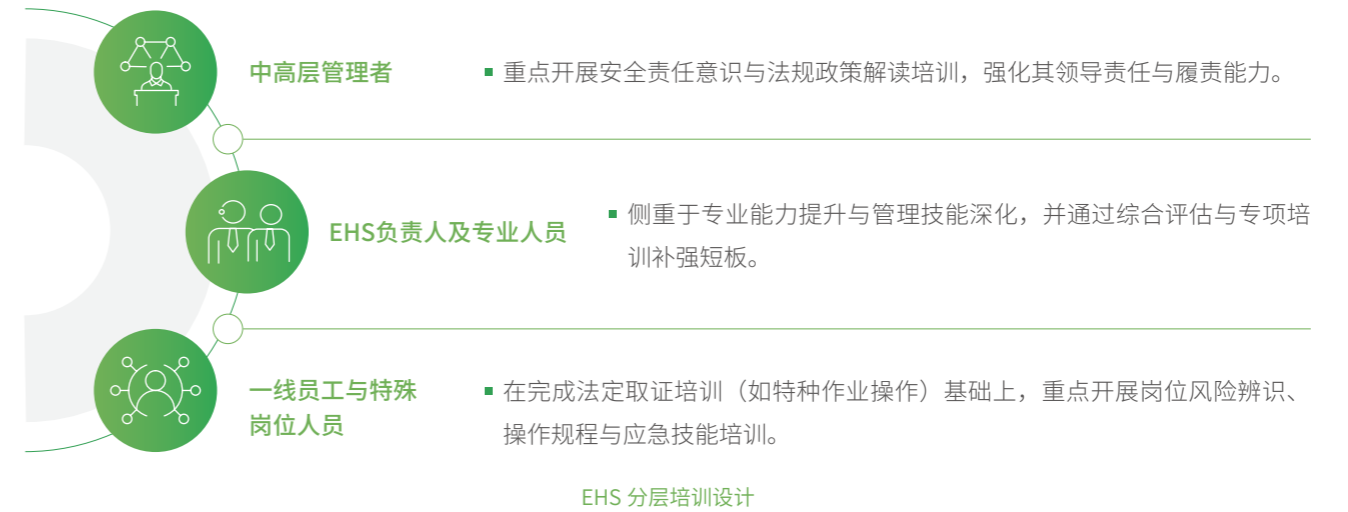 中高层管理者
▪ 重点开展安全责任意识与法规政策解读培训，强化其领导责任与履责能力。
EHS负责人及专业人员
▪ 侧重于专业能力提升与管理技能深化，并通过综合评估与专项培
训补强短板。
一线员工与特殊
岗位人员
▪ 在完成法定取证培训（如特种作业操作）基础上，重点开展岗位风险辨识、
操作规程与应急技能培训。
EHS 分层培训设计